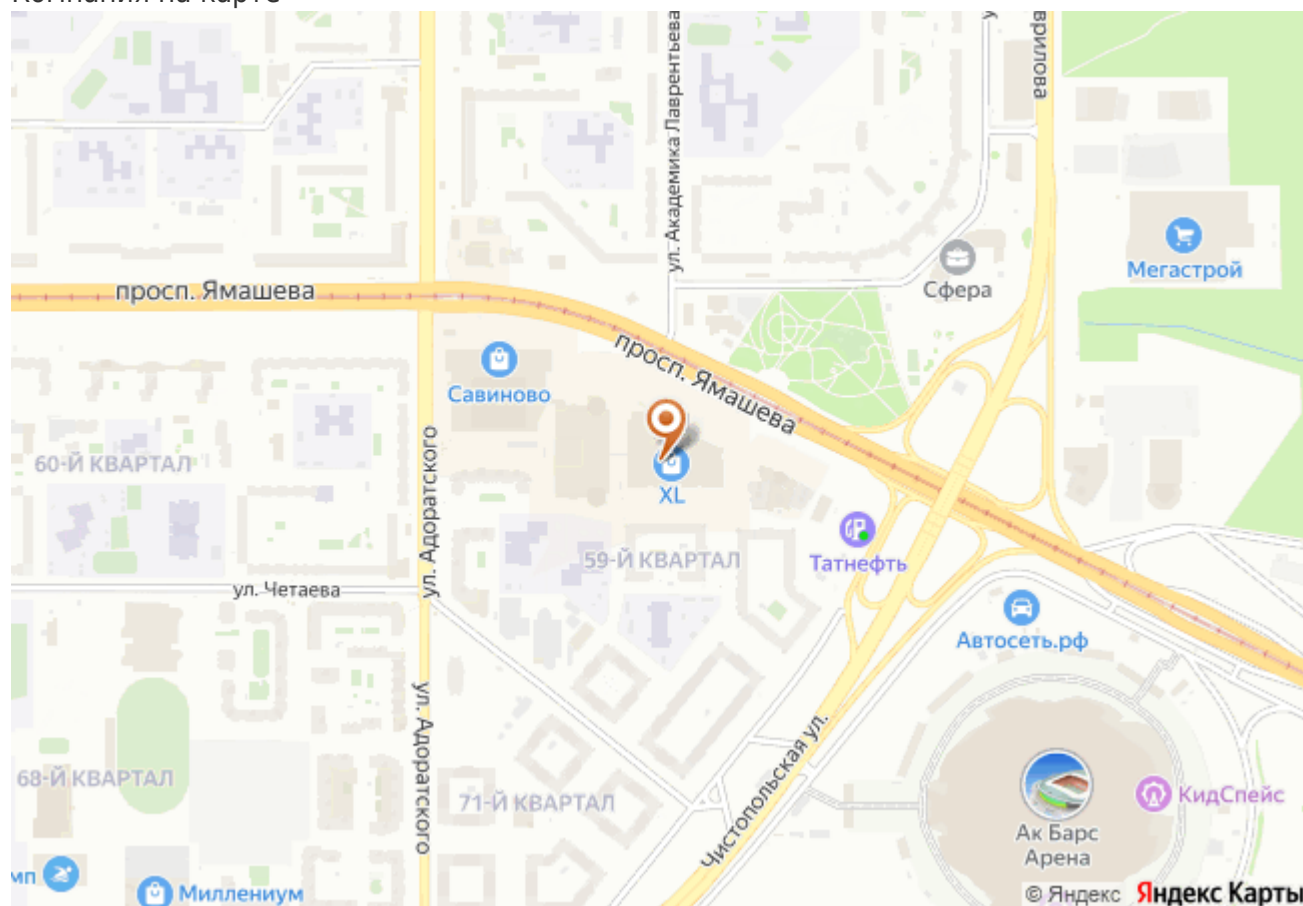 Компания на карте
ул. Академика Лаврентьева
врилова
Мегастрой
Сфера
просп. Ямашева
просп. Ямашева
Савиново
60-Й КВАРТАЛ
ул. Адоратского
XL
59-Й КВАРТАЛ
Татнефть
ул. Четаева
Автосеть.рф
ул. Адоратского
Чистопольская ул.
68-Й КВАРТАЛ
71-Й КВАРТАЛ
КидСпейс
Ак Барс
Арена
мп
Миллениум
© Яндекс Яндекс Карты